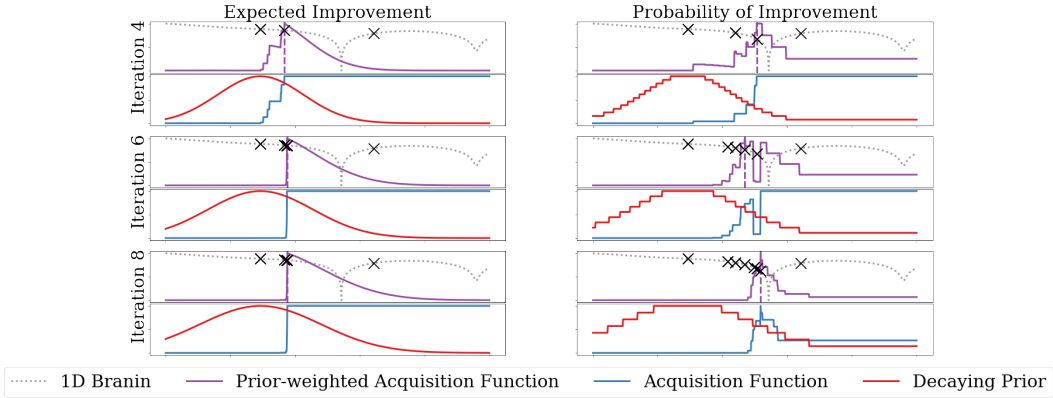 Expected Improvement
Probability of Improvement
Iteration 4
Iteration 6
Iteration 8
1D Branin
Prior-weighted Acquisition Function
Acquisition Function
Decaying Prior